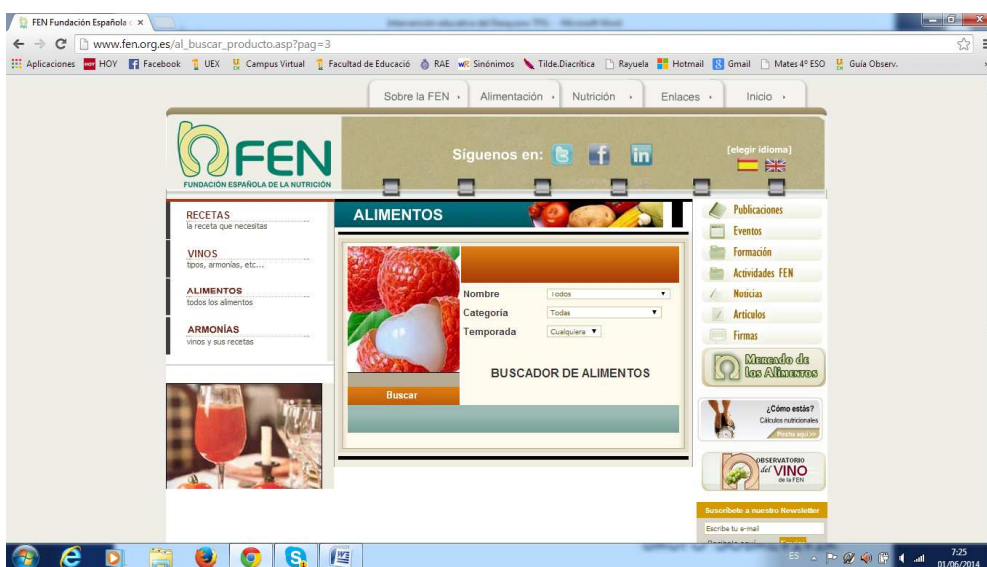 FEN Fundación Española
www.fen.org.es/al_buscar_producto.asp?pag=3
Aplicaciones HOY Facebook UEX Campus Virtual Facultad de Educació RAE Sinónimos Tilde.Diacrítica Rayuela Hotmail Gmail Mates 4º ESO Guía Observ.
Sobre la FEN Alimentación Nutrición Enlaces Inicio
FEN
FUNDACIÓN ESPAÑOLA DE LA NUTRICIÓN
Síguenos en:
[elegir idioma]
RECETAS
la receta que necesitas
VINOS
tipos, armonías, etc...
ALIMENTOS
todos los alimentos
ARMONÍAS
vinos y sus recetas
ALIMENTOS
Nombre Todos
Categoría Todas
Temporada Cualquiera
BUSCADOR DE ALIMENTOS
Buscar
Publicaciones
Eventos
Formación
Actividades FEN
Noticias
Artículos
Firmas
Mercado de
los Alimentos
¿Cómo estás?
Cálculos nutricionales
Pincha aquí >>
OBSERVATORIO
del VINO
de la FEN
Suscríbete a nuestro Newsletter
Escribe tu e-mail
ES
7:25
01/06/2014